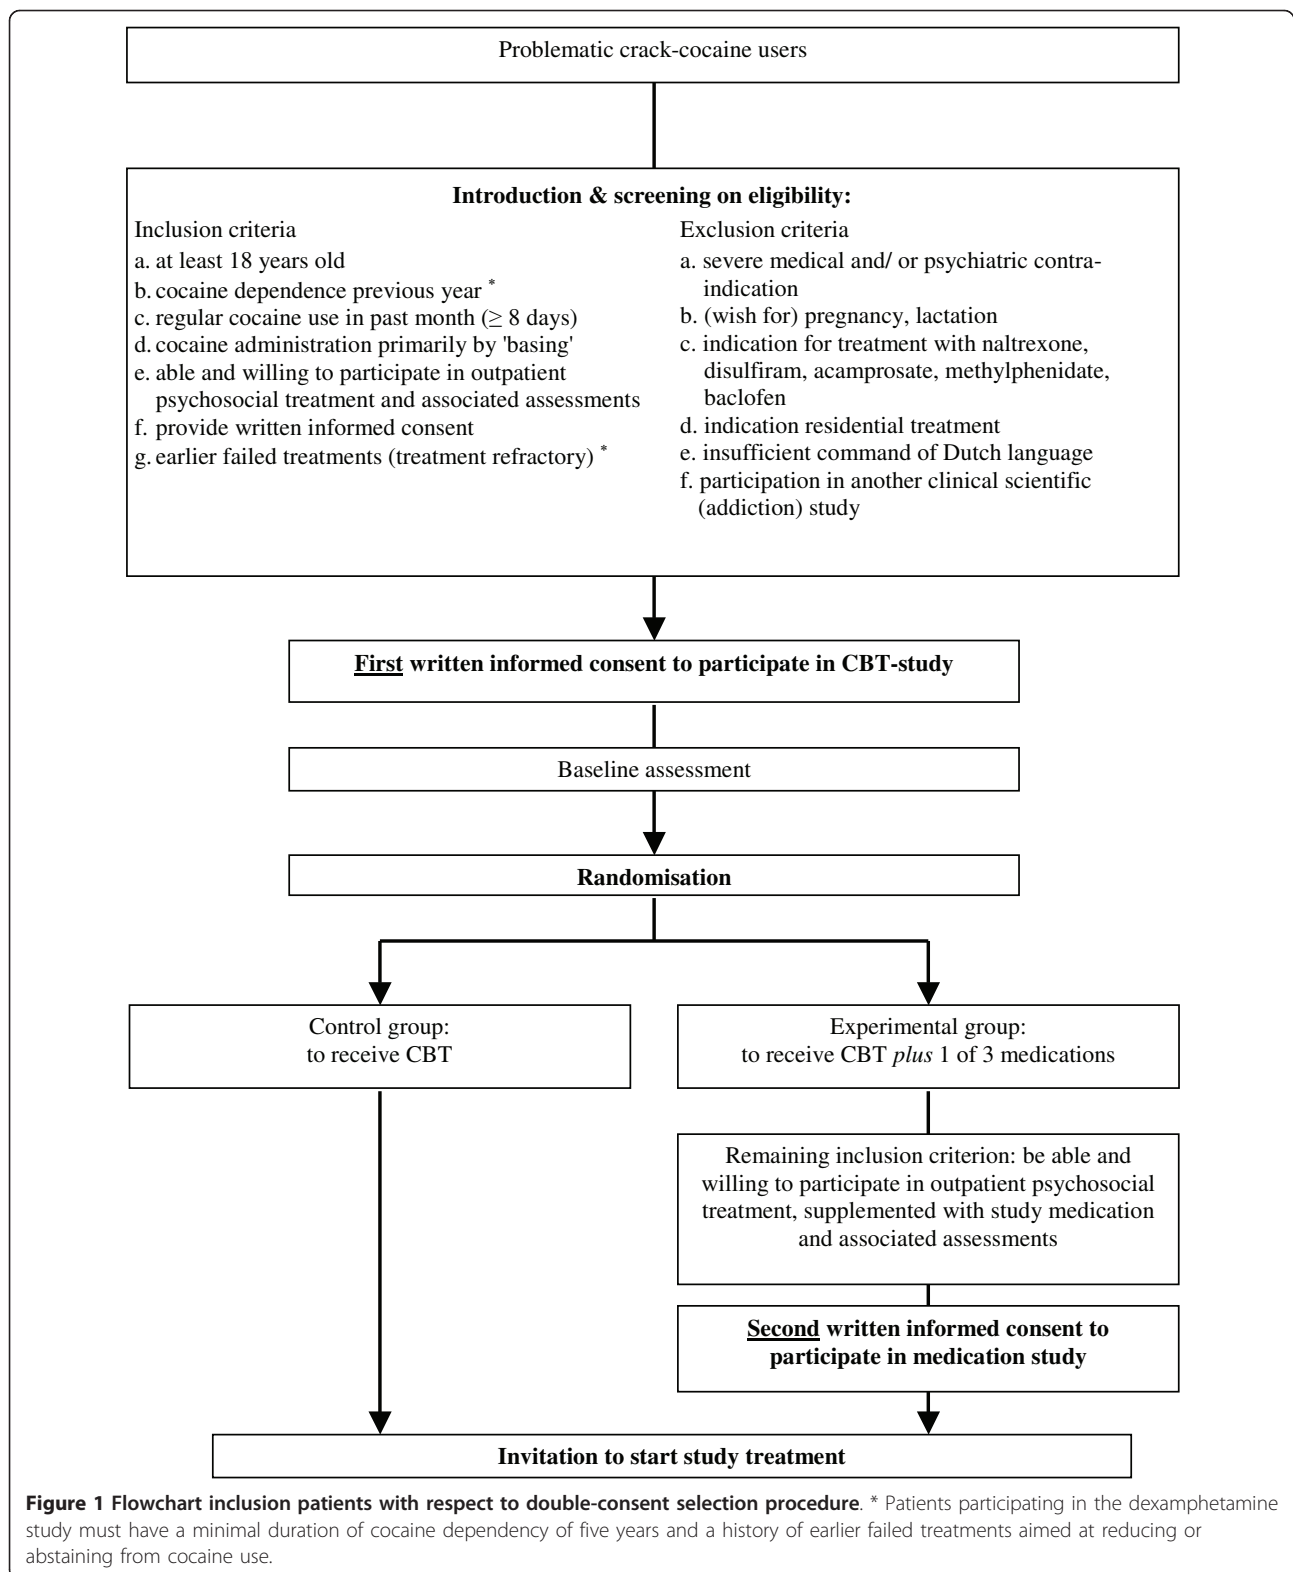 Problematic crack-cocaine users
Introduction & screening on eligibility:
Inclusion criteria
a. at least 18 years old
b. cocaine dependence previous year *
c. regular cocaine use in past month (≥ 8 days)
d. cocaine administration primarily by 'basing'
e. able and willing to participate in outpatient
psychosocial treatment and associated assessments
f. provide written informed consent
g. earlier failed treatments (treatment refractory) *
Exclusion criteria
a. severe medical and/ or psychiatric contra-
indication
b. (wish for) pregnancy, lactation
c. indication for treatment with naltrexone,
disulfiram, acamprosate, methylphenidate,
baclofen
d. indication residential treatment
e. insufficient command of Dutch language
f. participation in another clinical scientific
(addiction) study
First written informed consent to participate in CBT-study
Baseline assessment
Randomisation
Control group:
to receive CBT
Experimental group:
to receive CBT plus 1 of 3 medications
Remaining inclusion criterion: be able and
willing to participate in outpatient psychosocial
treatment, supplemented with study medication
and associated assessments
Second written informed consent to
participate in medication study
Invitation to start study treatment
Figure 1 Flowchart inclusion patients with respect to double-consent selection procedure. * Patients participating in the dexamphetamine
study must have a minimal duration of cocaine dependency of five years and a history of earlier failed treatments aimed at reducing or
abstaining from cocaine use.